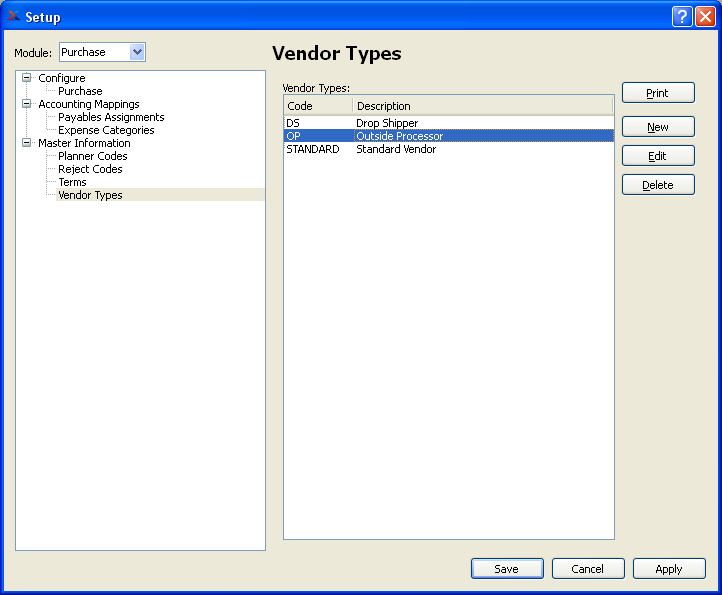 Setup
?
Module: Purchase
Vendor Types
Configure
Purchase
Accounting Mappings
Payables Assignments
Expense Categories
Master Information
Planner Codes
Reject Codes
Terms
Vendor Types
Vendor Types:
Code Description
DS Drop Shipper
OP Outside Processor
STANDARD Standard Vendor
Print
New
Edit
Delete
Save Cancel Apply